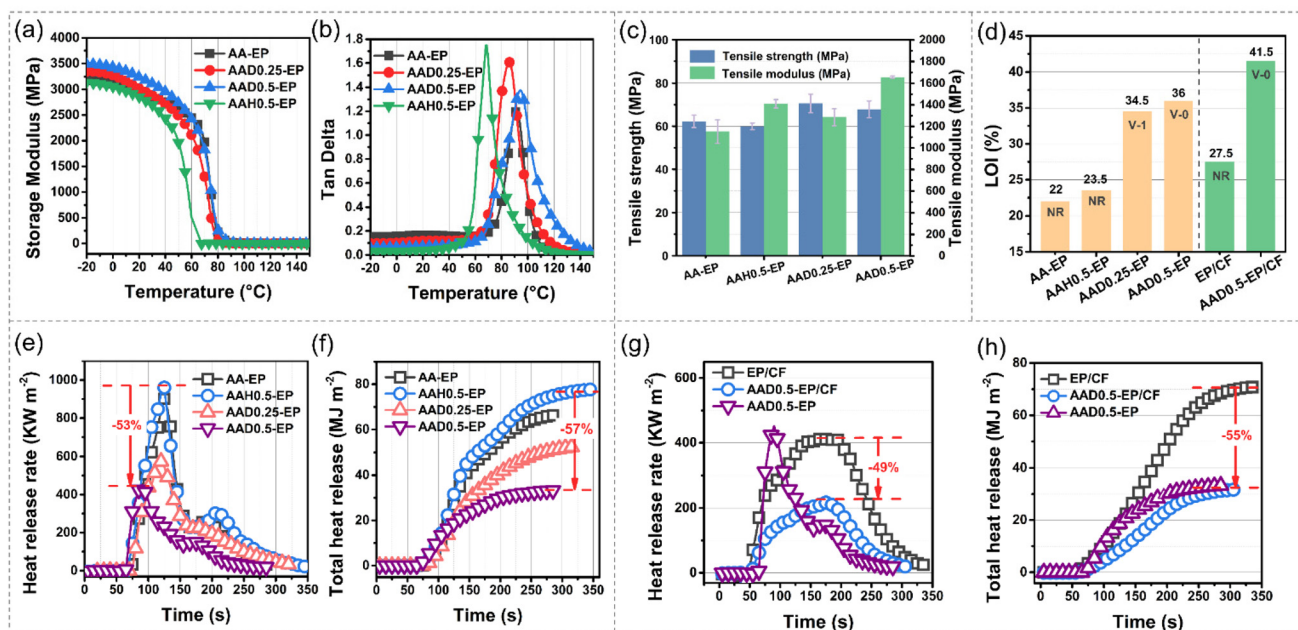 (a)
Storage Modulus (MPa)
4000
3500
3000
2500
2000
1500
1000
500
0
AA-EP
AAD0.25-EP
AAD0.5-EP
AAH0.5-EP
-20 0 20 40 60 80 100 120 140
Temperature (°C)
(b)
Tan Delta
1.8
1.6
1.4
1.2
1.0
0.8
0.6
0.4
0.2
0.0
AA-EP
AAD0.25-EP
AAD0.5-EP
AAH0.5-EP
-20 0 20 40 60 80 100 120 140
Temperature (°C)
(c)
Tensile strength (MPa)
100
80
60
40
20
0
Tensile strength (MPa)
Tensile modulus (MPa)
2000
1800
1600
1400
1200
1000
800
600
400
200
0
Tensile modulus (MPa)
AA-EP AAH0.5-EP AAD0.25-EP AAD0.5-EP
(d)
LOI (%)
45
40
35
30
25
20
15
22
NR
23.5
NR
34.5
V-1
36
V-0
27.5
NR
41.5
V-0
AA-EP
AAH0.5-EP
AAD0.25-EP
AAD0.5-EP
EP/CF
AAD0.5-EP/CF
(e)
Heat release rate (KW m⁻²)
1000
800
600
400
200
0
-53%
AA-EP
AAH0.5-EP
AAD0.25-EP
AAD0.5-EP
0 50 100 150 200 250 300 350
Time (s)
(f)
Total heat release (MJ m⁻²)
120
100
80
60
40
20
0
AA-EP
AAH0.5-EP
AAD0.25-EP
AAD0.5-EP
-57%
0 50 100 150 200 250 300 350
Time (s)
(g)
Heat release rate (KW m⁻²)
600
400
200
0
EP/CF
AAD0.5-EP/CF
AAD0.5-EP
-49%
0 50 100 150 200 250 300 350
Time (s)
(h)
Total heat release (MJ m⁻²)
80
60
40
20
0
EP/CF
AAD0.5-EP/CF
AAD0.5-EP
-55%
0 50 100 150 200 250 300 350
Time (s)